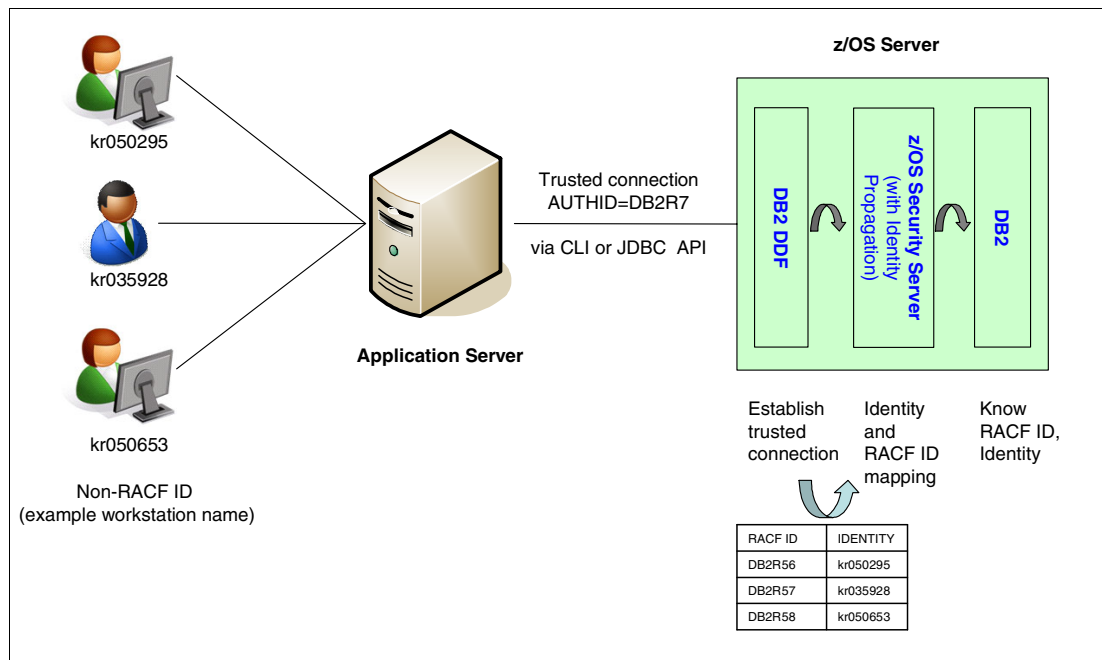 z/OS Server
kr050295
kr035928
kr050653
Non-RACF ID
(example workstation name)
Application Server
Trusted connection
AUTHID=DB2R7
via CLI or JDBC API
DB2 DDF
z/OS Security Server
(with Identity
Propagation)
DB2
Establish
trusted
connection
Identity
and
RACF ID
mapping
Know
RACF ID,
Identity
RACF ID IDENTITY
DB2R56 kr050295
DB2R57 kr035928
DB2R58 kr050653